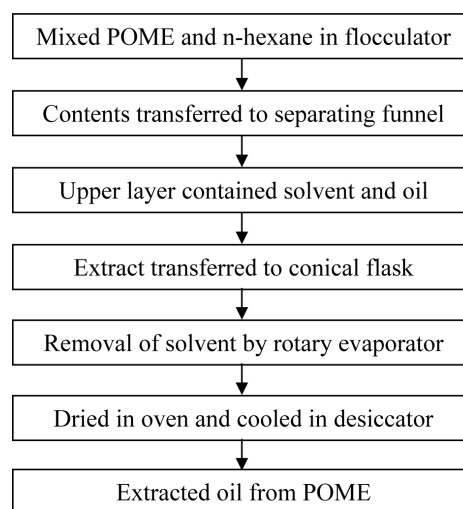 Mixed POME and n-hexane in flocculator
Contents transferred to separating funnel
Upper layer contained solvent and oil
Extract transferred to conical flask
Removal of solvent by rotary evaporator
Dried in oven and cooled in desiccator
Extracted oil from POME